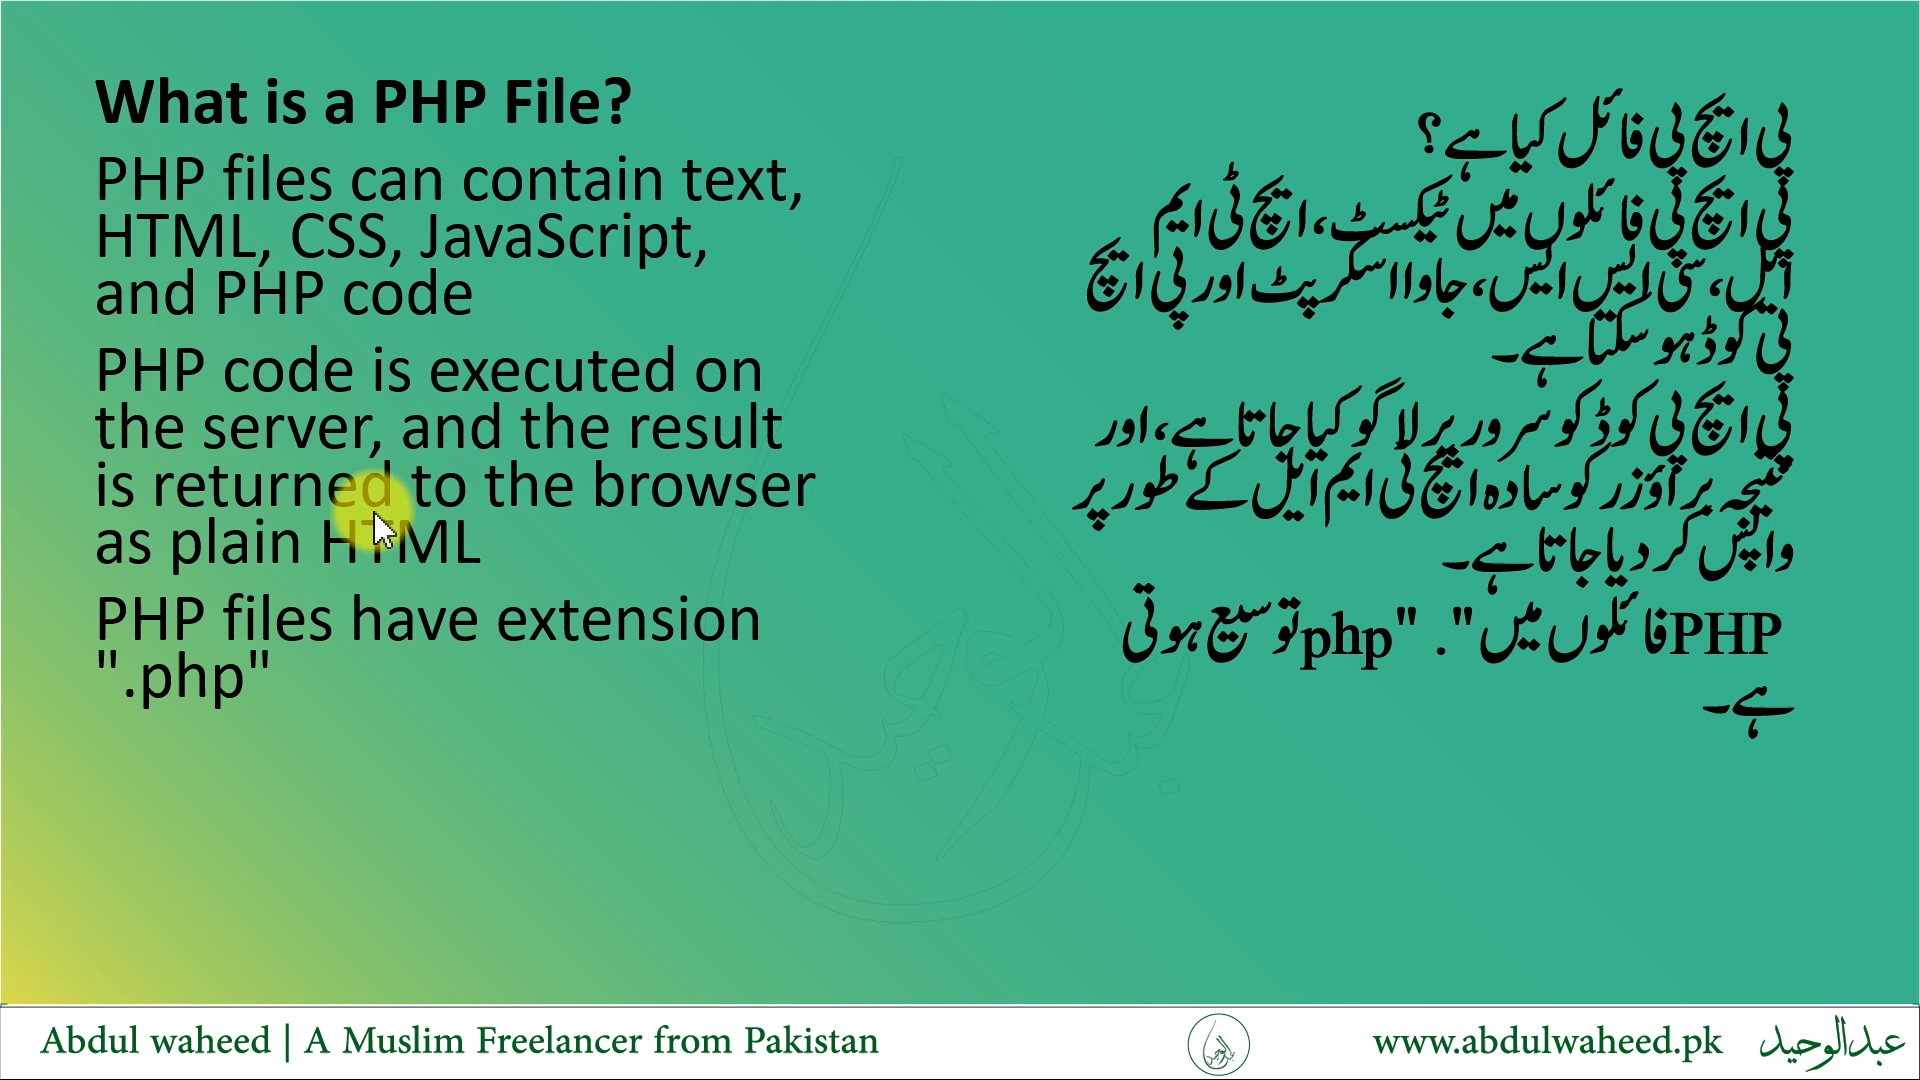 What is a PHP File?
PHP files can contain text,
HTML, CSS, JavaScript,
and PHP code
PHP code is executed on
the server, and the result
is returned to the browser
as plain HTML
PHP files have extension
".php"
پی ایچ پی فائل کیا ہے؟
پی ایچ پی فائلوں میں ٹیکسٹ، ایچ ٹی ایم
ایل، سی ایس ایس، جاوا اسکرپٹ اور پی ایچ
پی کوڈ ہو سکتا ہے۔
پی ایچ پی کوڈ کو سرور پر لاگو کیا جاتا ہے، اور
نتیجہ براؤزر کو سادہ ایچ ٹی ایم ایل کے طور پر
واپس کر دیا جاتا ہے۔
PHP فائلوں میں ". "php توسیع ہوتی
ہے۔
Abdul waheed | A Muslim Freelancer from Pakistan
www.abdulwaheed.pk
عبدالوحید